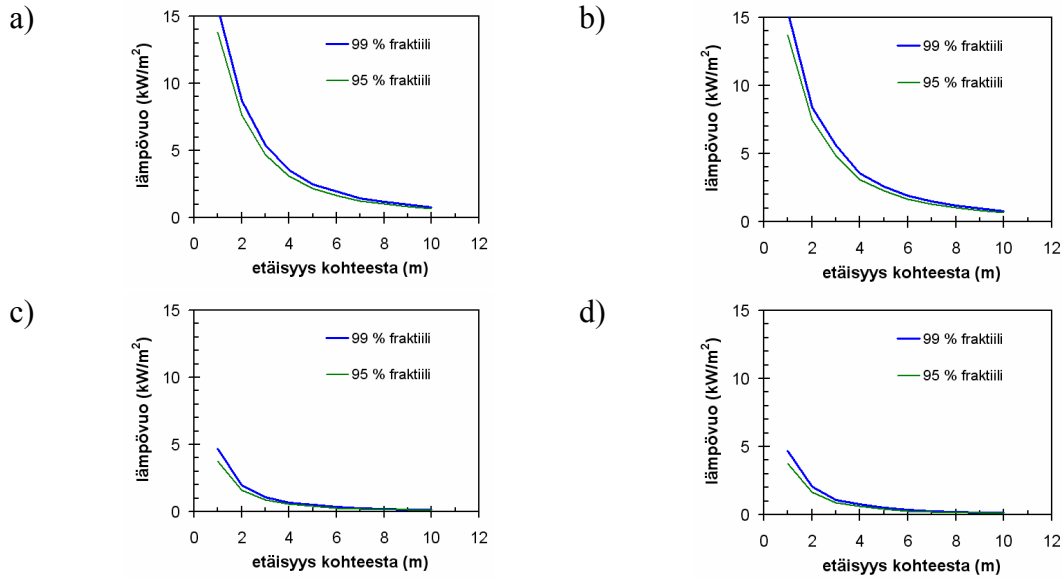 a)
lämpövuo (kW/m²)
15
10
5
0
99 % fraktiili
95 % fraktiili
0 2 4 6 8 10 12
etäisyys kohteesta (m)
b)
lämpövuo (kW/m²)
15
10
5
0
99 % fraktiili
95 % fraktiili
0 2 4 6 8 10 12
etäisyys kohteesta (m)
c)
lämpövuo (kW/m²)
15
10
5
0
99 % fraktiili
95 % fraktiili
0 2 4 6 8 10 12
etäisyys kohteesta (m)
d)
lämpövuo (kW/m²)
15
10
5
0
99 % fraktiili
95 % fraktiili
0 2 4 6 8 10 12
etäisyys kohteesta (m)